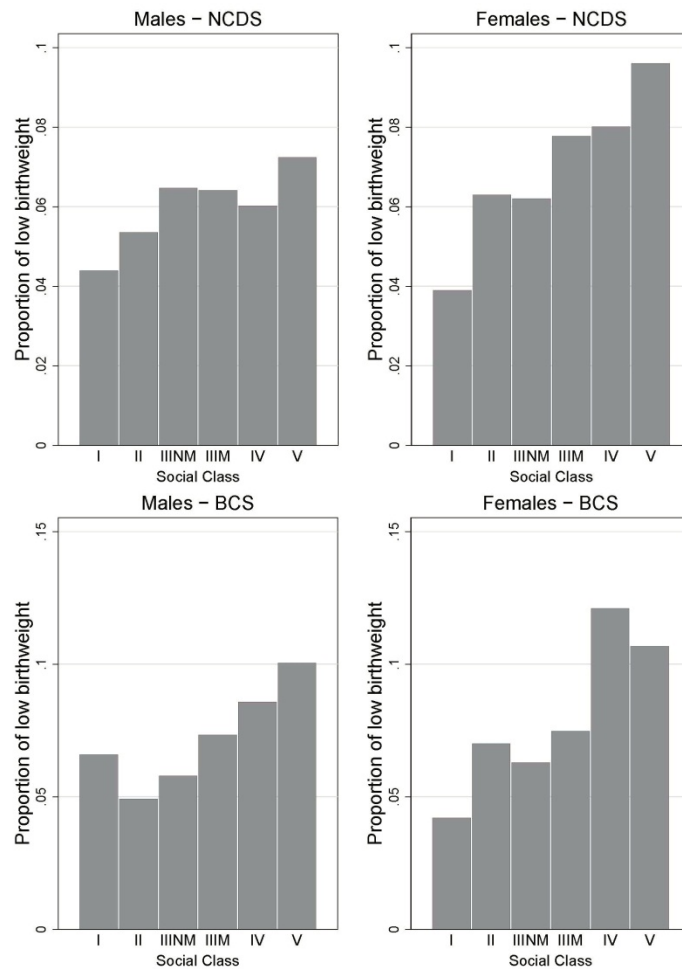 Males − NCDS
Proportion of low birthweight
0 .02 .04 .06 .08 .1
I II IIINM IIIM IV V
Social Class
Females − NCDS
Proportion of low birthweight
0 .02 .04 .06 .08 .1
I II IIINM IIIM IV V
Social Class
Males − BCS
Proportion of low birthweight
0 .05 .1 .15
I II IIINM IIIM IV V
Social Class
Females − BCS
Proportion of low birthweight
0 .05 .1 .15
I II IIINM IIIM IV V
Social Class